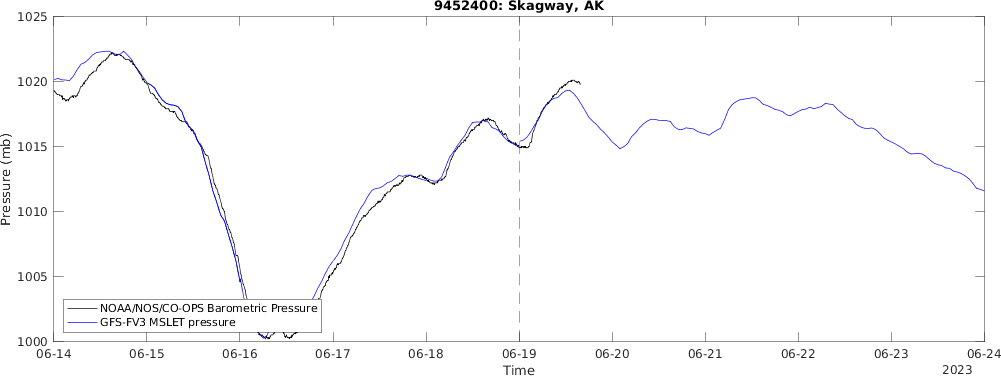 9452400: Skagway, AK
1025
1020
1015
1010
1005
1000
Pressure (mb)
NOAA/NOS/CO-OPS Barometric Pressure
GFS-FV3 MSLET pressure
06-14 06-15 06-16 06-17 06-18 06-19 06-20 06-21 06-22 06-23 06-24
Time
2023